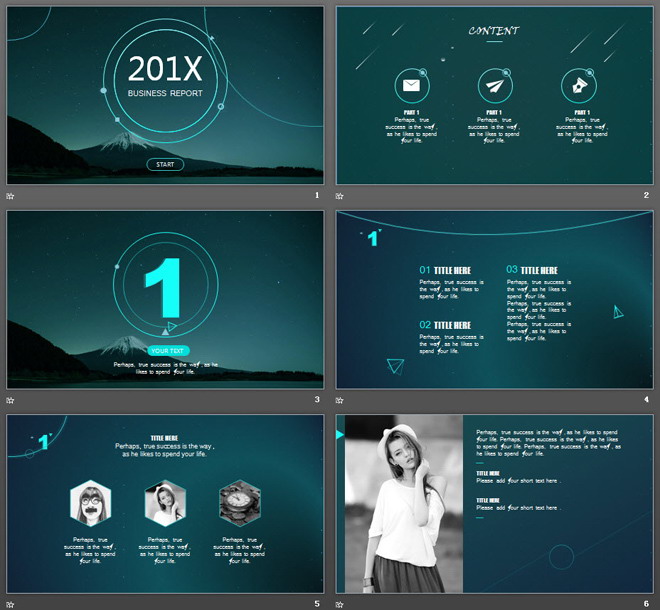 201X
BUSINESS REPORT
START
1
CONTENT
PART 1
Perhaps, true
success is the way ,
as he likes to spend
your life.
PART 1
Perhaps, true
success is the way ,
as he likes to spend
your life.
PART 1
Perhaps, true
success is the way ,
as he likes to spend
your life.
2
1
YOUR TEXT
Perhaps, true success is the way , as he
likes to spend your life.
3
1
01 TITLE HERE
Perhaps, true success is
the way , as he likes to
spend your life.
02 TITLE HERE
Perhaps, true success is
the way , as he likes to
spend your life.
03 TITLE HERE
Perhaps, true success is
the way , as he likes to
spend your life.
Perhaps, true success is
the way , as he likes to
spend your life.
Perhaps, true success is
the way , as he likes to
spend your life.
4
1
TITLE HERE
Perhaps, true success is the way ,
as he likes to spend your life.
Perhaps, true
success is the way ,
as he likes to spend
your life.
Perhaps, true
success is the way ,
as he likes to spend
your life.
Perhaps, true
success is the way ,
as he likes to spend
your life.
5
Perhaps, true success is the way , as he likes to spend
your life. Perhaps, true success is the way , as he likes
to spend your life. Perhaps, true success is the way , as
he likes to spend your life.
TITLE HERE
Please add your short text here .
TITLE HERE
Please add your short text here .
6